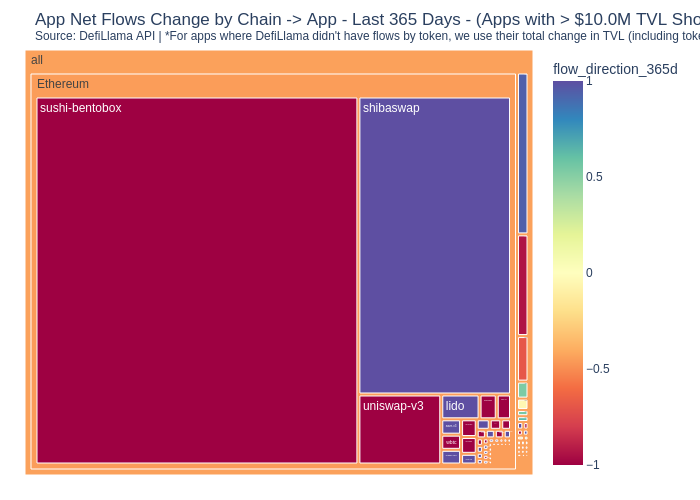 App Net Flows Change by Chain -> App - Last 365 Days - (Apps with > $10.0M TVL Sho
Source: DefiLlama API | *For apps where DefiLlama didn't have flows by token, we use their total change in TVL (including toke
all
Ethereum
sushi-bentobox
shibaswap
uniswap-v3
lido
wbtc
flow_direction_365d
1
0.5
0
−0.5
−1